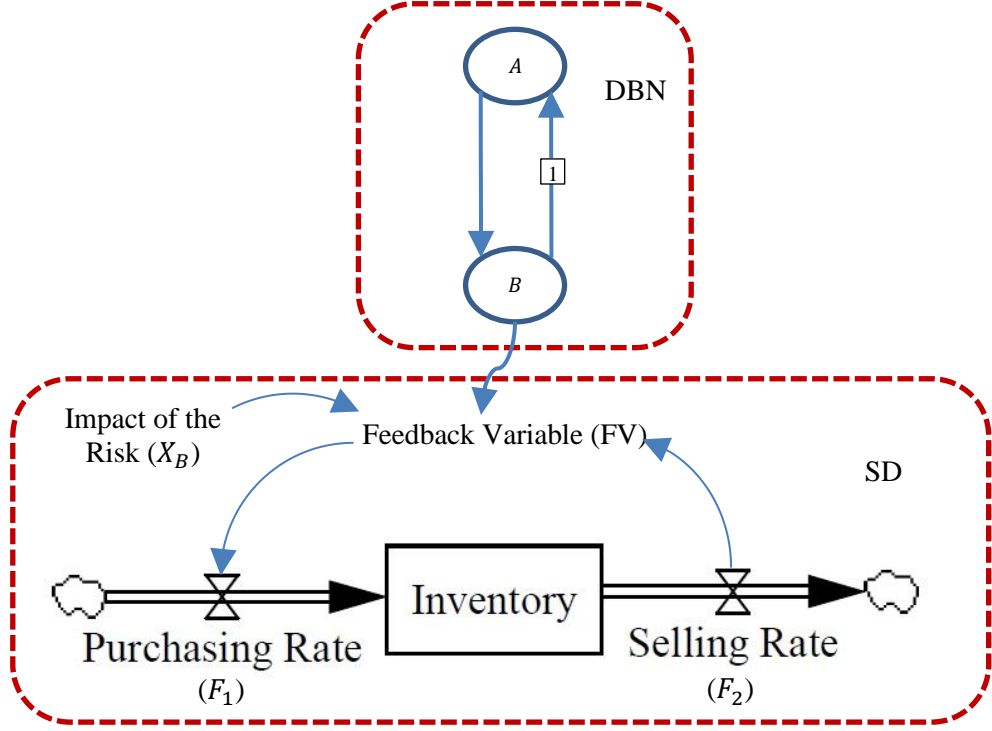 A
DBN
1
B
Impact of the
Risk (X_B)
Feedback Variable (FV)
SD
Inventory
Purchasing Rate
(F_1)
Selling Rate
(F_2)